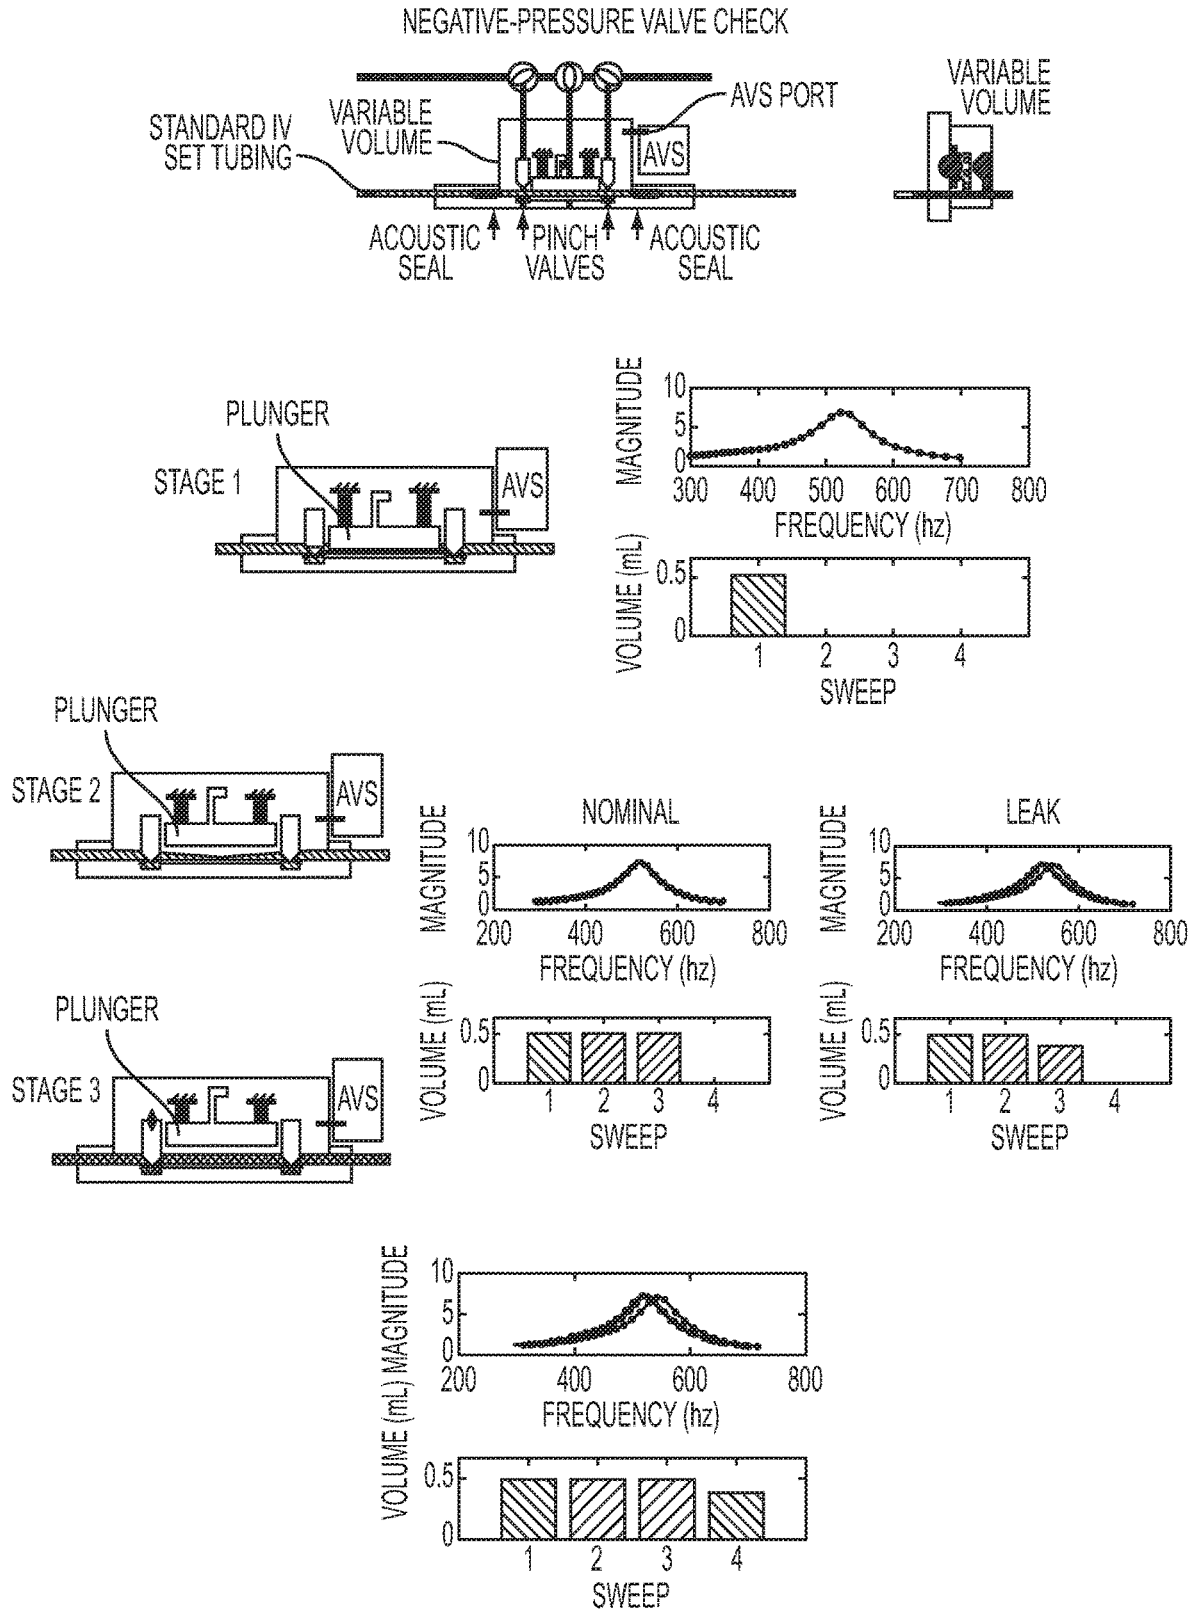 NEGATIVE-PRESSURE VALVE CHECK
STANDARD IV
SET TUBING
VARIABLE
VOLUME
AVS PORT
AVS
VARIABLE
VOLUME
ACOUSTIC
SEAL
PINCH
VALVES
ACOUSTIC
SEAL
STAGE 1
PLUNGER
AVS
MAGNITUDE
10
5
0
300 400 500 600 700 800
FREQUENCY (hz)
VOLUME (mL)
0.5
0
1 2 3 4
SWEEP
STAGE 2
PLUNGER
AVS
NOMINAL
MAGNITUDE
10
5
0
200 400 600 800
FREQUENCY (hz)
LEAK
MAGNITUDE
10
5
0
200 400 600 800
FREQUENCY (hz)
STAGE 3
PLUNGER
AVS
VOLUME (mL)
0.5
0
1 2 3 4
SWEEP
VOLUME (mL)
0.5
0
1 2 3 4
SWEEP
VOLUME (mL) MAGNITUDE
10
5
0
200 400 600 800
FREQUENCY (hz)
0.5
0
1 2 3 4
SWEEP